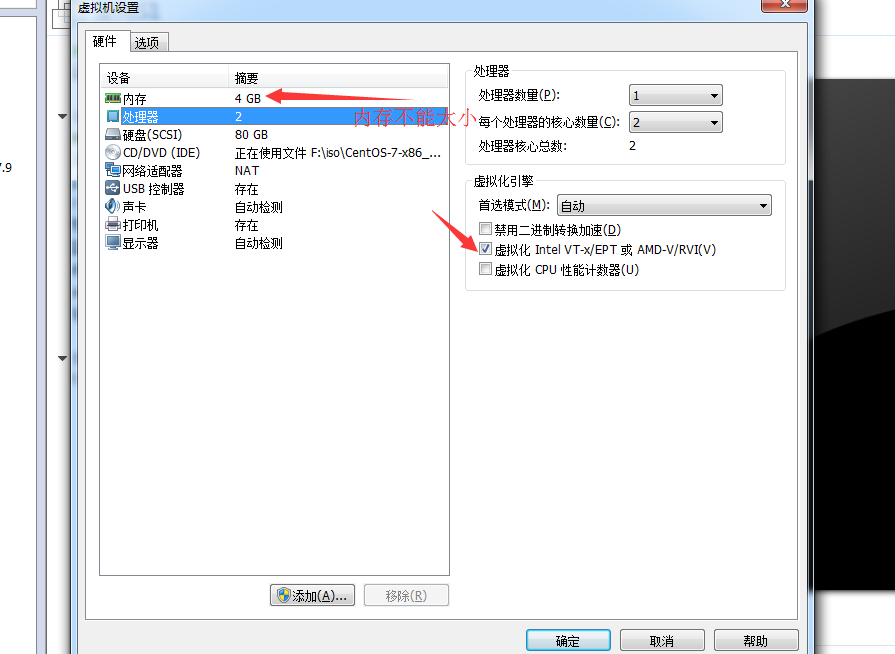 虚拟机设置
硬件 选项
设备 摘要
内存 4 GB
处理器 2
硬盘(SCSI) 80 GB
CD/DVD (IDE) 正在使用文件 F:\iso\CentOS-7-x86_...
网络适配器 NAT
USB 控制器 存在
声卡 自动检测
打印机 存在
显示器 自动检测
内存不能太小
添加(A)... 移除(R)
处理器
处理器数量(P): 1
每个处理器的核心数量(C): 2
处理器核心总数: 2
虚拟化引擎
首选模式(M): 自动
禁用二进制转换加速(D)
虚拟化 Intel VT-x/EPT 或 AMD-V/RVI(V)
虚拟化 CPU 性能计数器(U)
确定 取消 帮助
7.9